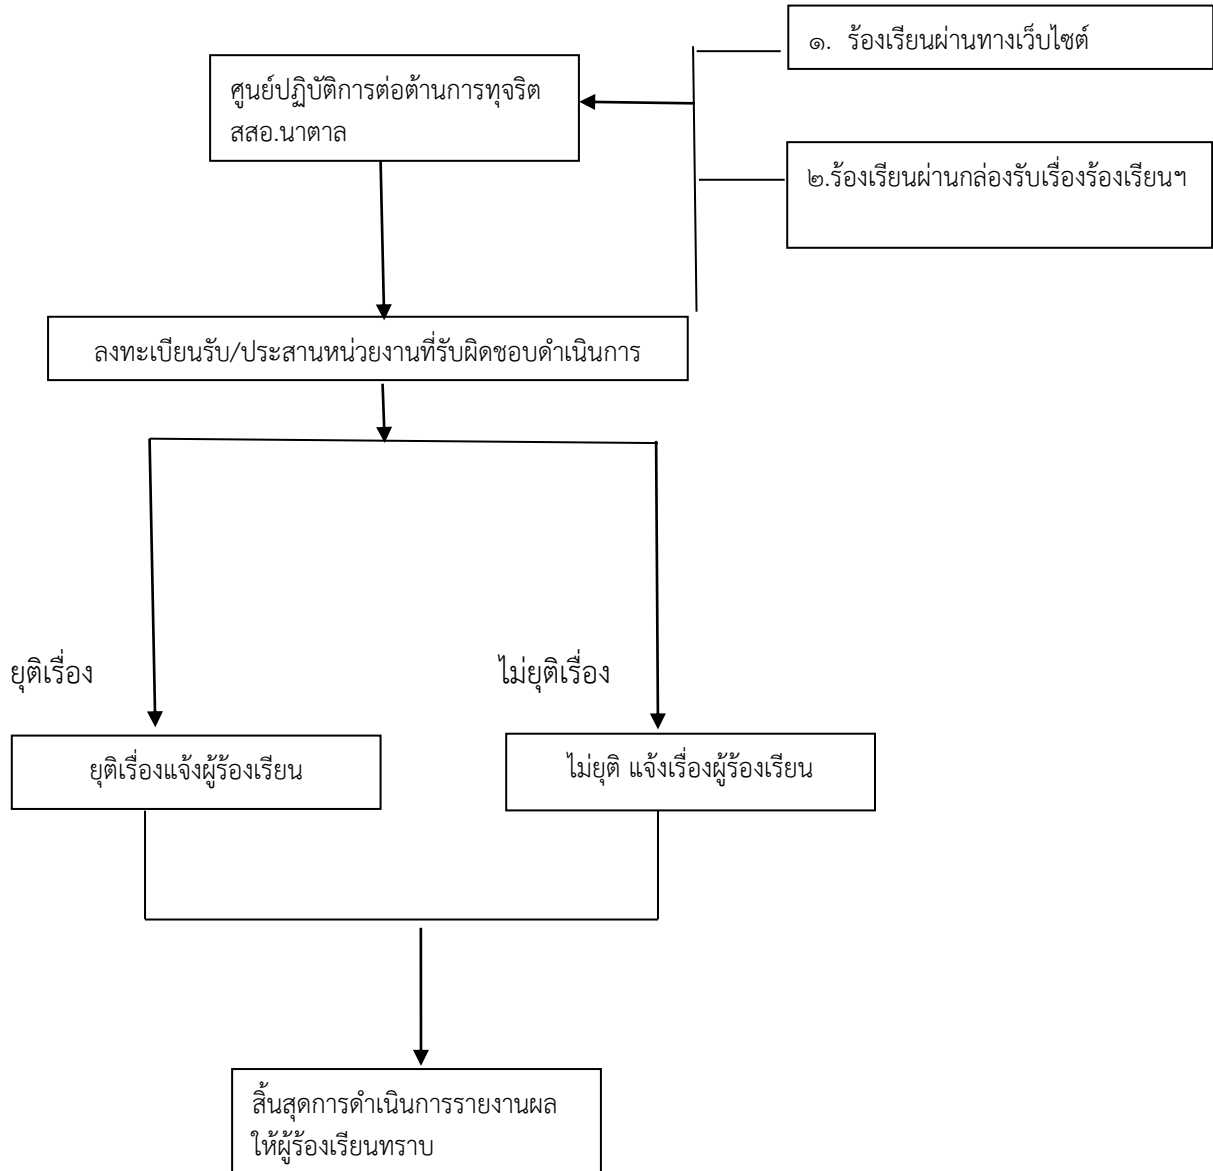 ๑. ร้องเรียนผ่านทางเว็บไซต์
ศูนย์ปฏิบัติการต่อต้านการทุจริต
สสอ.นาตาล
๒.ร้องเรียนผ่านกล่องรับเรื่องร้องเรียนฯ
ลงทะเบียนรับ/ประสานหน่วยงานที่รับผิดชอบดำเนินการ
ยุติเรื่อง
ไม่ยุติเรื่อง
ยุติเรื่องแจ้งผู้ร้องเรียน
ไม่ยุติ แจ้งเรื่องผู้ร้องเรียน
สิ้นสุดการดำเนินการรายงานผล
ให้ผู้ร้องเรียนทราบ